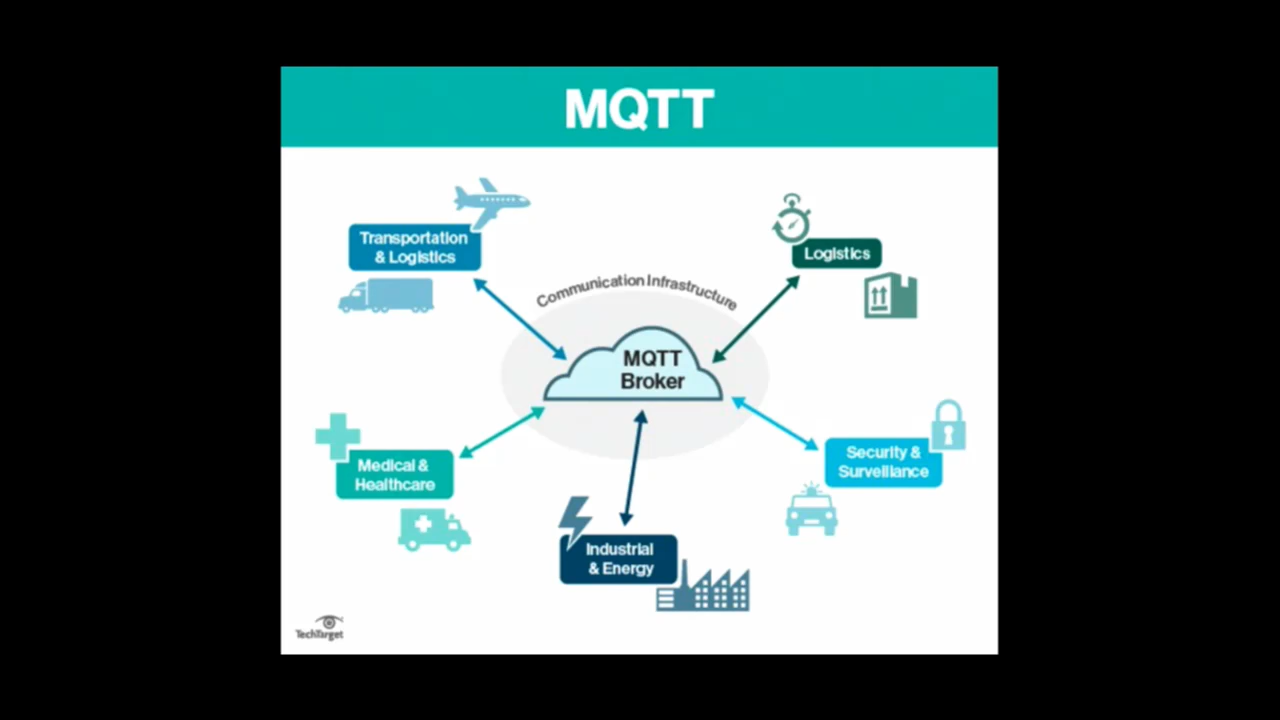 MQTT
Transportation
& Logistics
Logistics
Communication Infrastructure
MQTT
Broker
Medical &
Healthcare
Security &
Surveillance
Industrial
& Energy
TechTarget